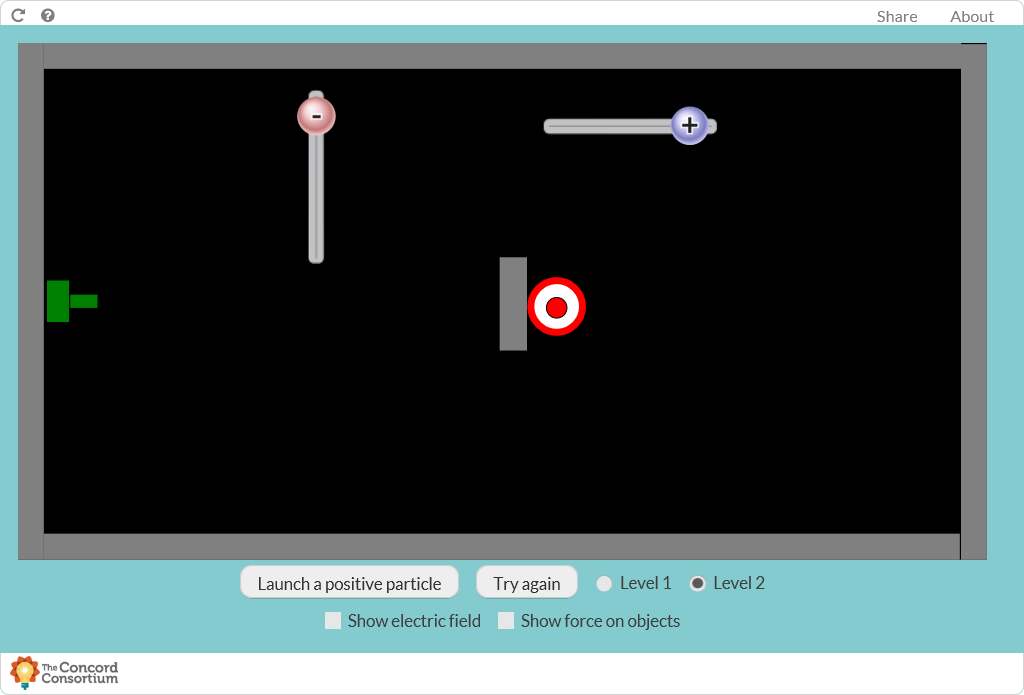 Share About
-
+
Launch a positive particle Try again Level 1 Level 2
Show electric field Show force on objects
The Concord
Consortium